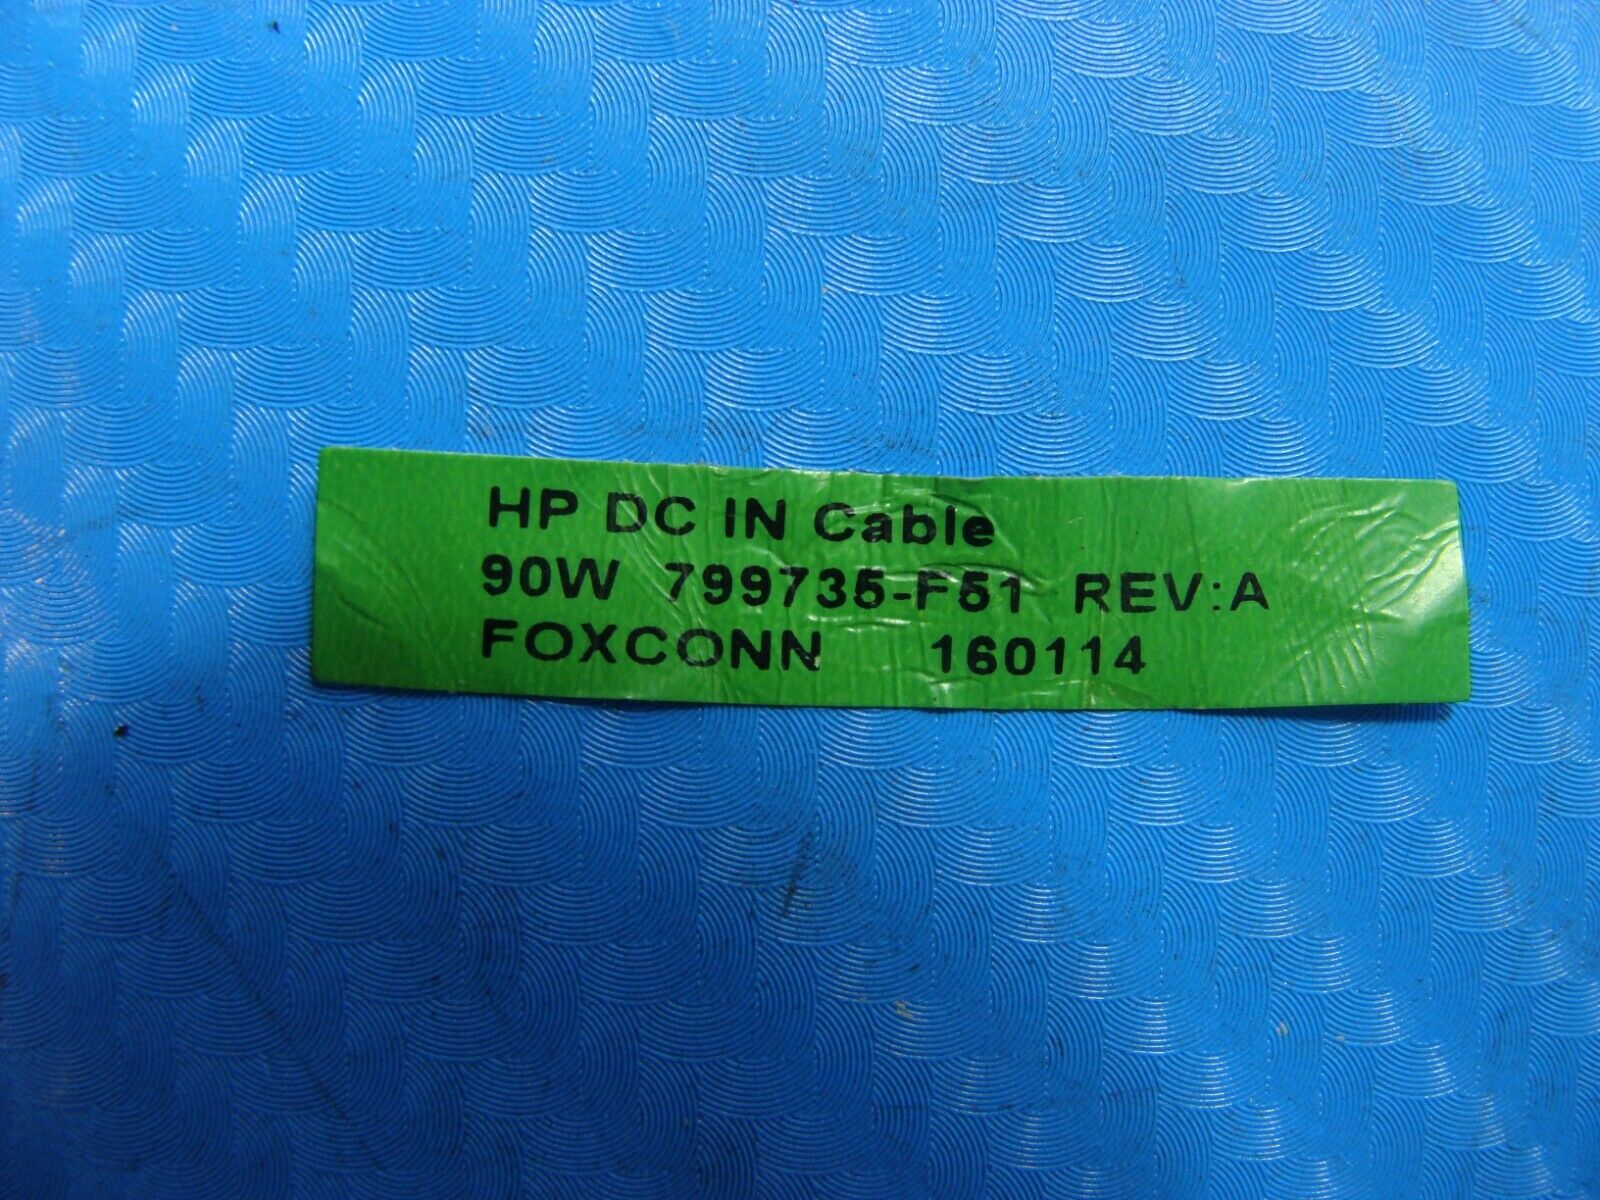 HP DC IN Cable
90W 799735-F51 REV:A
FOXCONN 160114